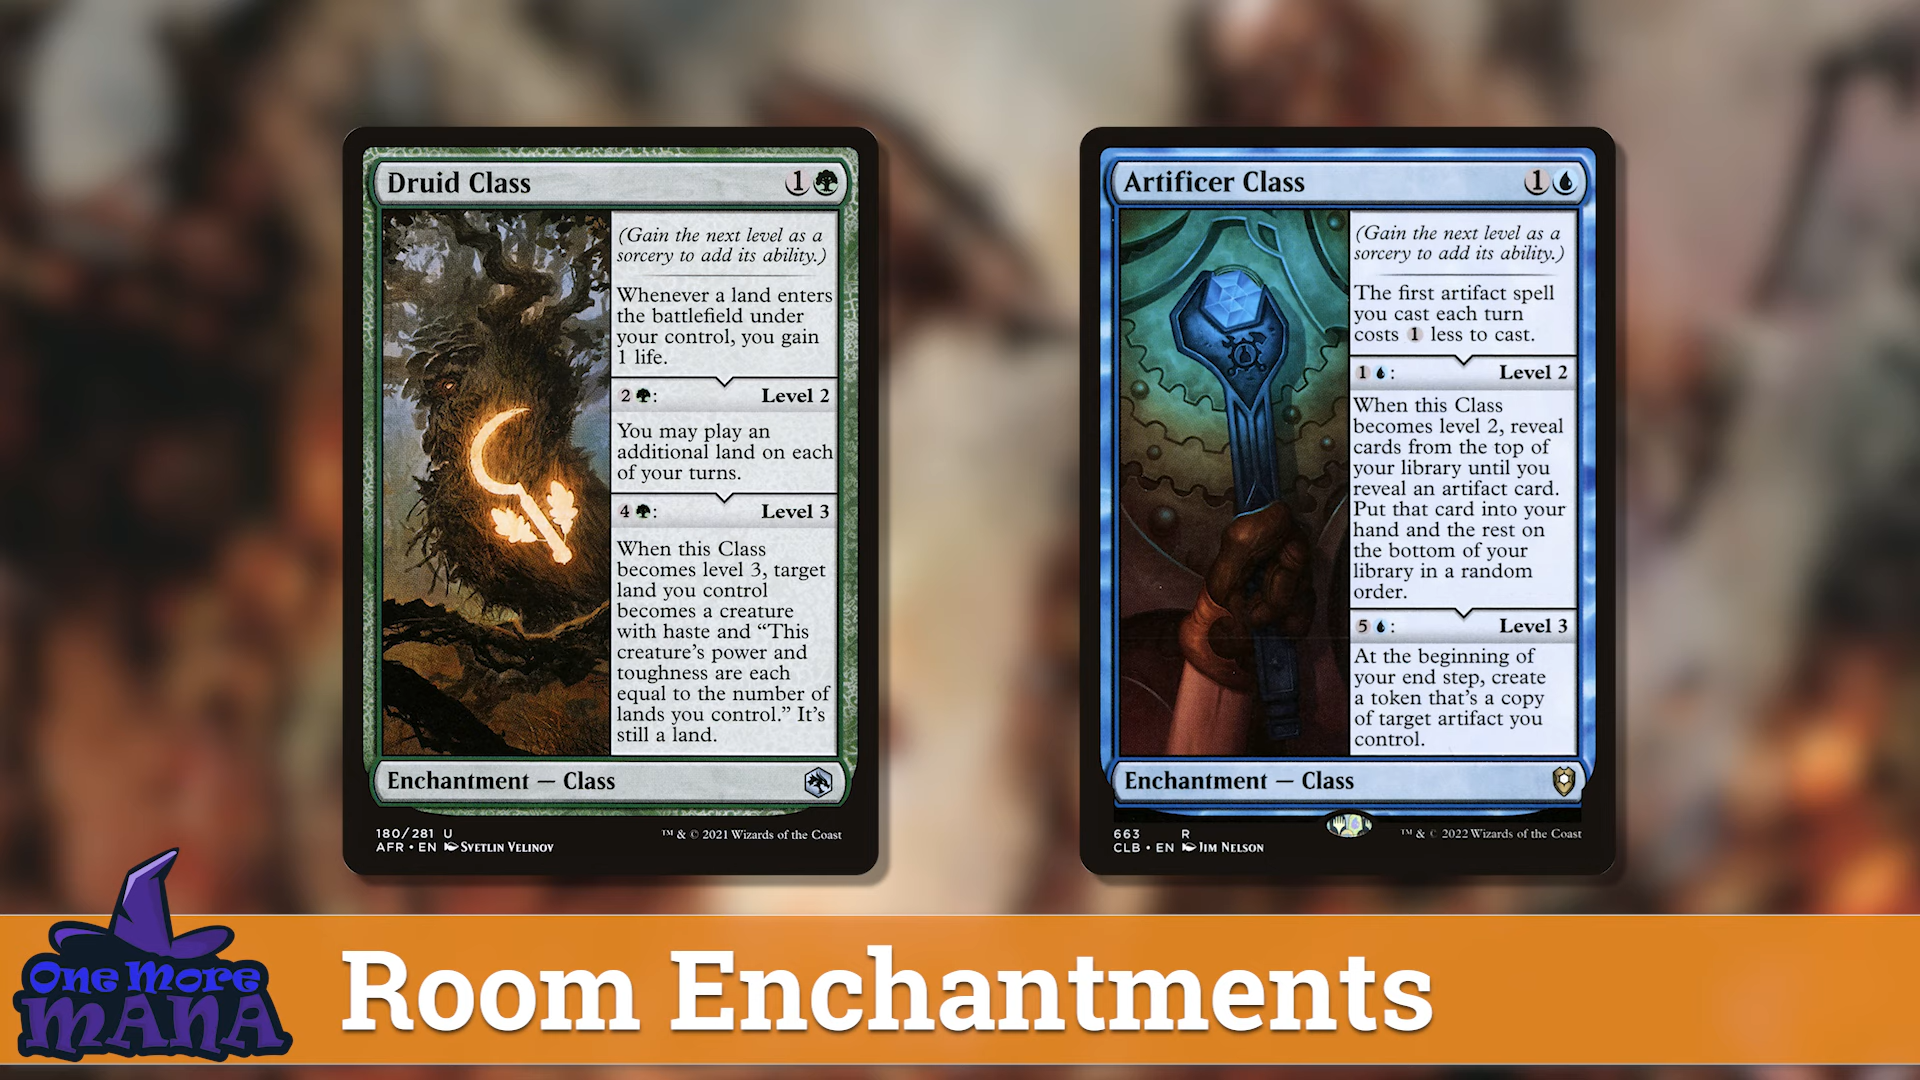 Druid Class 1
(Gain the next level as a
sorcery to add its ability.)
Whenever a land enters
the battlefield under
your control, you gain
1 life.
2 : Level 2
You may play an
additional land on each
of your turns.
4 : Level 3
When this Class
becomes level 3, target
land you control
becomes a creature
with haste and “This
creature’s power and
toughness are each
equal to the number of
lands you control.” It’s
still a land.
Enchantment — Class
180/281 U
AFR • EN Svetlin Velinov
™ & © 2021 Wizards of the Coast
Artificer Class 1
(Gain the next level as a
sorcery to add its ability.)
The first artifact spell
you cast each turn
costs 1 less to cast.
1 : Level 2
When this Class
becomes level 2, reveal
cards from the top of
your library until you
reveal an artifact card.
Put that card into your
hand and the rest on
the bottom of your
library in a random
order.
5 : Level 3
At the beginning of
your end step, create
a token that’s a copy
of target artifact you
control.
Enchantment — Class
663 R
CLB • EN Jim Nelson
™ & © 2022 Wizards of the Coast
One More
Mana
Room Enchantments